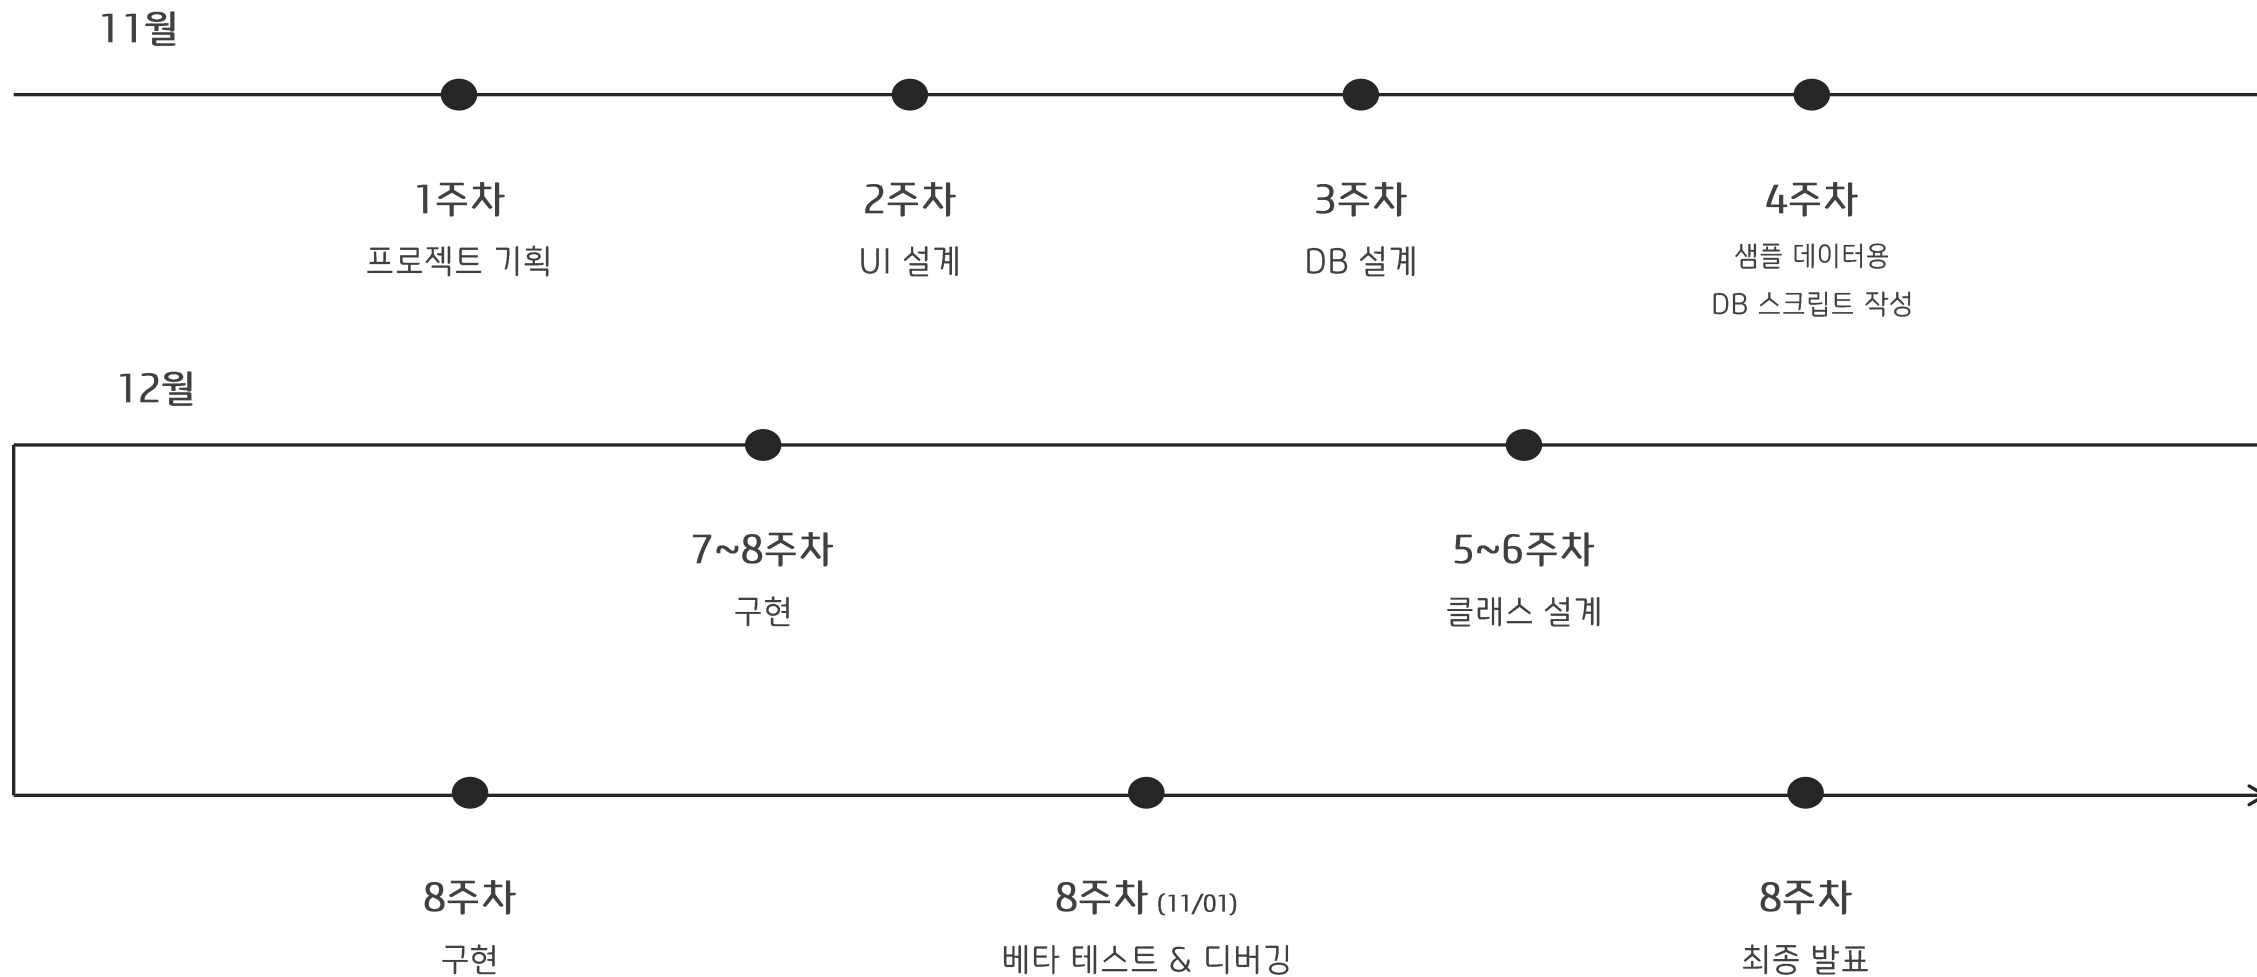 11월
1주차
프로젝트 기획
2주차
UI 설계
3주차
DB 설계
4주차
샘플 데이터용
DB 스크립트 작성
12월
7~8주차
구현
5~6주차
클래스 설계
8주차
구현
8주차 (11/01)
베타 테스트 & 디버깅
8주차
최종 발표